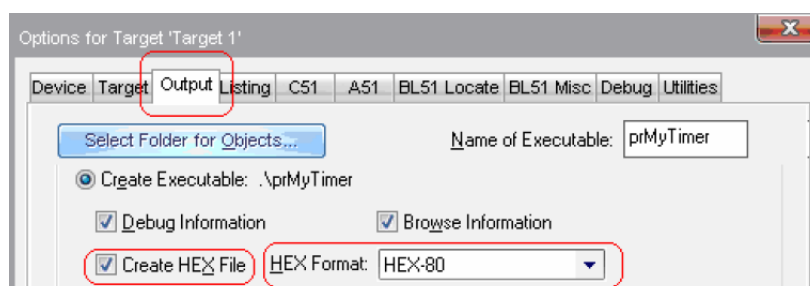 Options for Target 'Target 1'
Device Target Output Listing C51 A51 BL51 Locate BL51 Misc Debug Utilities
Select Folder for Objects... Name of Executable: prMyTimer
Create Executable: .\prMyTimer
Debug Information Browse Information
Create HEX File HEX Format: HEX-80